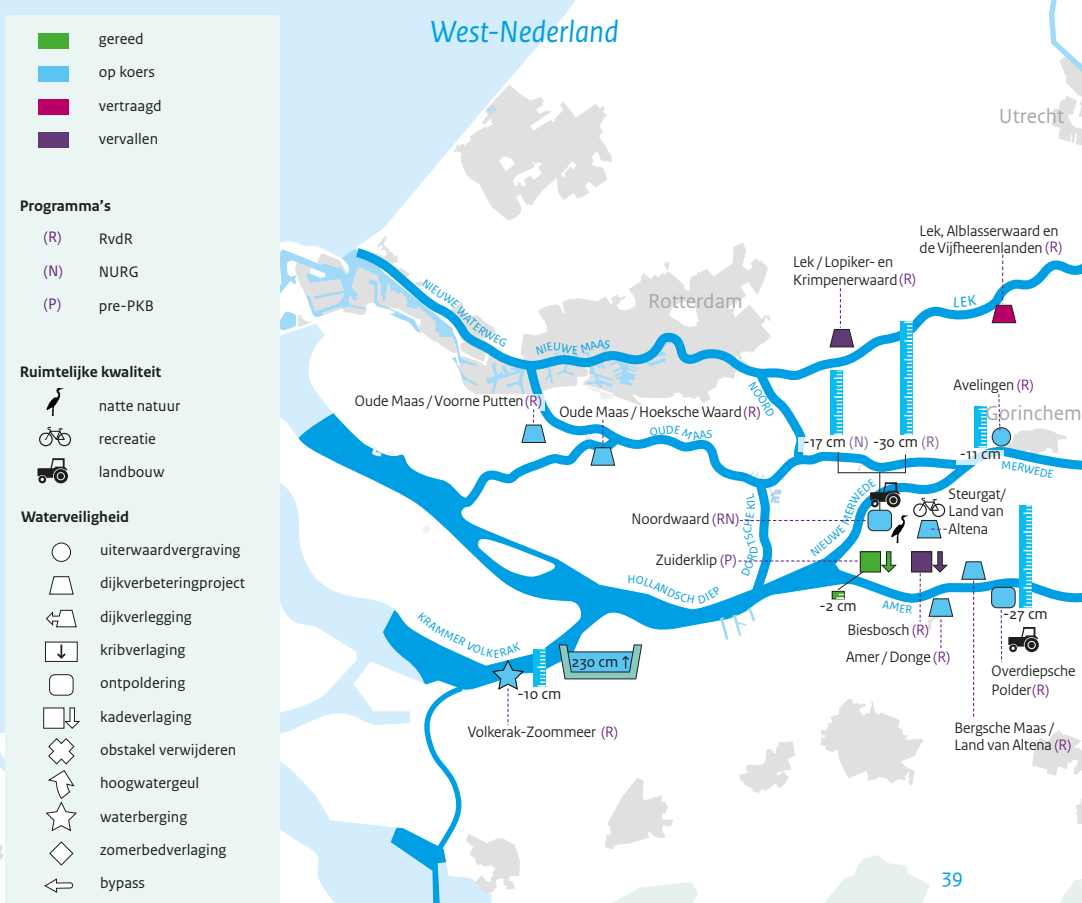 West-Nederland
gereed
op koers
vertraagd
vervallen
Programma's
(R) RvdR
(N) NURG
(P) pre-PKB
Ruimtelijke kwaliteit
natte natuur
recreatie
landbouw
Waterveiligheid
uiterwaardvergraving
dijkverbeteringproject
dijkverlegging
kribverlaging
ontpoldering
kadeverlaging
obstakel verwijderen
hoogwatergeul
waterberging
zomerbedverlaging
bypass
Utrecht
Lek, Alblasserwaard en
de Vijfheerenlanden (R)
Lek / Lopiker- en
Krimpenerwaard (R)
NIEUWE WATERWEG
Rotterdam
LEK
NIEUWE MAAS
NOORD
Avelingen (R)
Gorinchem
Oude Maas / Voorne Putten (R)
Oude Maas / Hoeksche Waard (R)
OUDE MAAS
-17 cm (N)
-30 cm (R)
-11 cm
MERWEDE
Steurgat/
Land van
Altena
Noordwaard (RN)
DORDTSCHE KIL
NIEUWE MERWEDE
Zuiderklip (P)
HOLLANDSCH DIEP
-2 cm
AMER
-27 cm
Biesbosch (R)
Amer / Donge (R)
KRAMMER VOLKERAK
230 cm ↑
-10 cm
Overdiepsche
Polder (R)
Volkerak-Zoommeer (R)
Bergsche Maas /
Land van Altena (R)
39